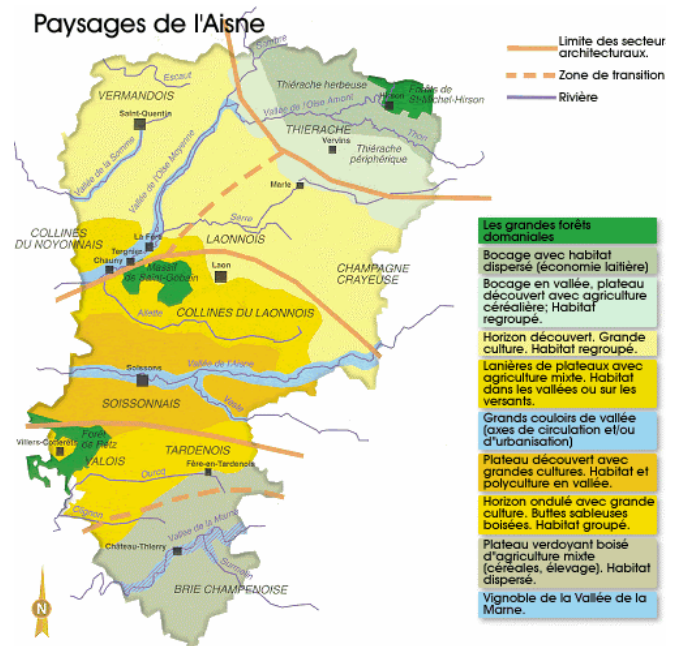 Paysages de l'Aisne
Limite des secteur
architecturaux.
Zone de transition
Rivière
Sambre
Escaut
VERMANDOIS
Saint-Quentin
Thiérache herbeuse
Forêts de
St-Michel-Hirson
Hirson
Vallée de l'Oise Amont
Thon
THIERACHE
Vervins
Thiérache
périphérique
Vallée de la Somme
Vallée de l'Oise Moyenne
Marle
Serre
COLLINES
DU NOYONNAIS
La Fère
Tergnier
Chauny
LAONNOIS
Massif
de Saint-Gobain
Laon
CHAMPAGNE
CRAYEUSE
Ailette
COLLINES DU LAONNOIS
Soissons
Vallée de l'Aisne
Vesle
SOISSONNAIS
Forêt
de Retz
Villers-Cotterêts
VALOIS
TARDENOIS
Fère-en-Tardenois
Ourcq
Clignon
Vallée de la Marne
Château-Thierry
Surmelin
BRIE CHAMPENOISE
N
Les grandes forêts
domaniales
Bocage avec habitat
dispersé (économie laitière)
Bocage en vallée, plateau
découvert avec agriculture
céréalière; Habitat
regroupé.
Horizon découvert. Grande
culture. Habitat regroupé.
Lanières de plateaux avec
agriculture mixte. Habitat
dans les vallées ou sur les
versants.
Grands couloirs de vallée
(axes de circulation et/ou
d"urbanisation)
Plateau découvert avec
grandes cultures. Habitat et
polyculture en vallée.
Horizon ondulé avec grande
culture. Buttes sableuses
boisées. Habitat groupé.
Plateau verdoyant boisé
d"agriculture mixte
(céréales, élevage). Habitat
dispersé.
Vignoble de la Vallée de la
Marne.